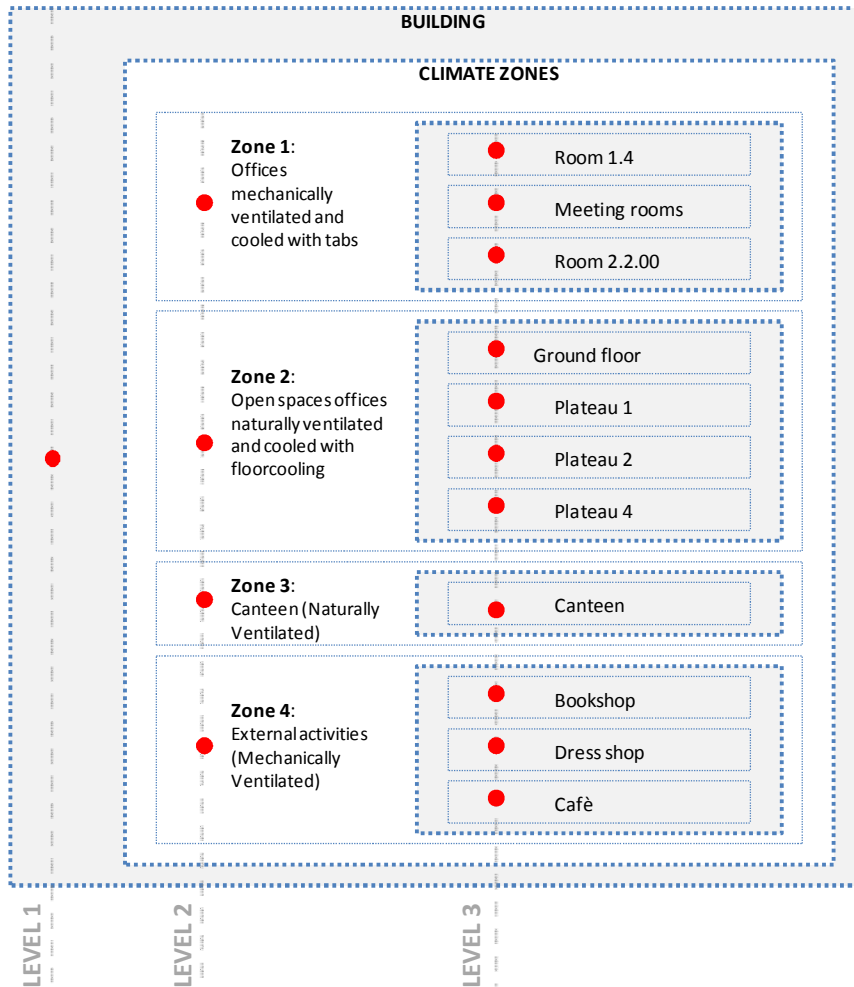 BUILDING
CLIMATE ZONES
Zone 1:
Offices
mechanically
ventilated and
cooled with tabs
Room 1.4
Meeting rooms
Room 2.2.00
Zone 2:
Open spaces offices
naturally ventilated
and cooled with
floorcooling
Ground floor
Plateau 1
Plateau 2
Plateau 4
Zone 3:
Canteen (Naturally
Ventilated)
Canteen
Zone 4:
External activities
(Mechanically
Ventilated)
Bookshop
Dress shop
Cafè
LEVEL 1
LEVEL 2
LEVEL 3